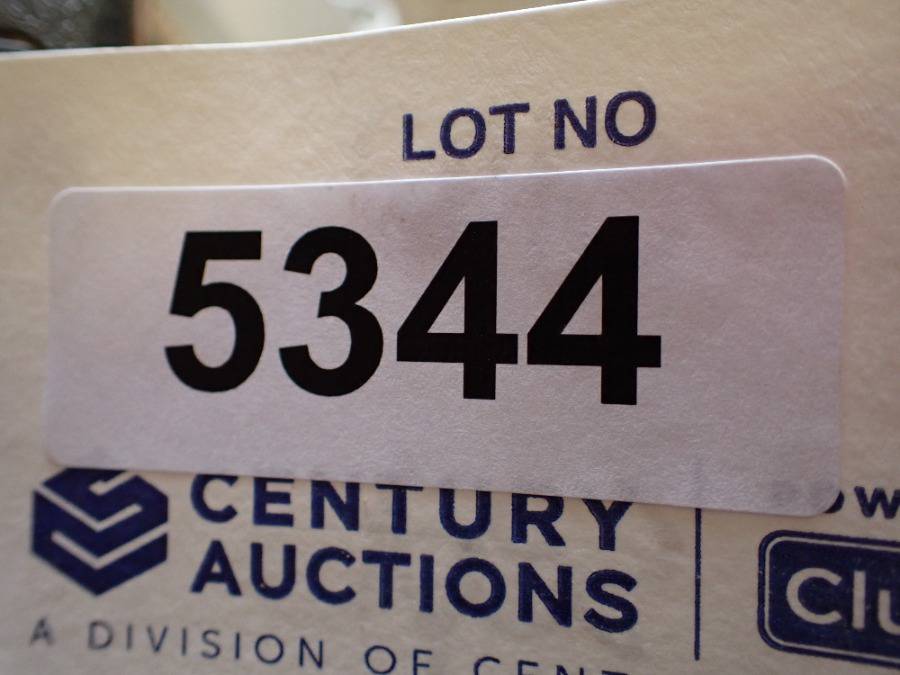 LOT NO
5344
CENTURY
AUCTIONS
A DIVISION OF